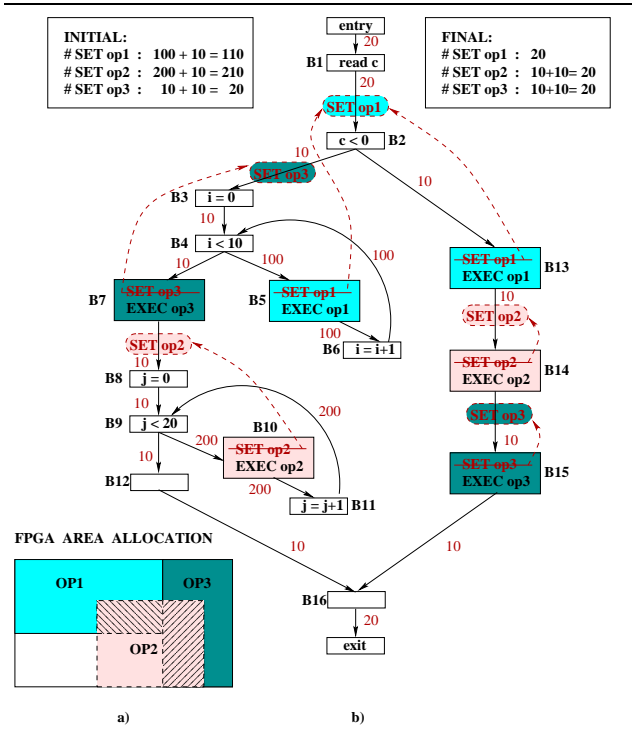 INITIAL:
# SET op1 : 100 + 10 = 110
# SET op2 : 200 + 10 = 210
# SET op3 : 10 + 10 = 20
FINAL:
# SET op1 : 20
# SET op2 : 10+10= 20
# SET op3 : 10+10= 20
entry
20
B1 read c
20
SET op1
c < 0 B2
10
SET op3
10
B3 i = 0
10
B4 i < 10
100
10
100
B7 SET op3
EXEC op3
B5 SET op1
EXEC op1
SET op1
EXEC op1
B13
100
B6 i = i+1
10
SET op2
SET op2
10
B8 j = 0
SET op2
EXEC op2
B14
10
B9 j < 20
200
B10
SET op2
EXEC op2
200
SET op3
10
10
B12
200
j = j+1 B11
SET op3
EXEC op3
B15
FPGA AREA ALLOCATION
OP1
OP3
OP2
10
10
B16
20
exit
a)
b)